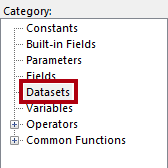 Category:
Constants
Built-in Fields
Parameters
Fields
Datasets
Variables
Operators
Common Functions